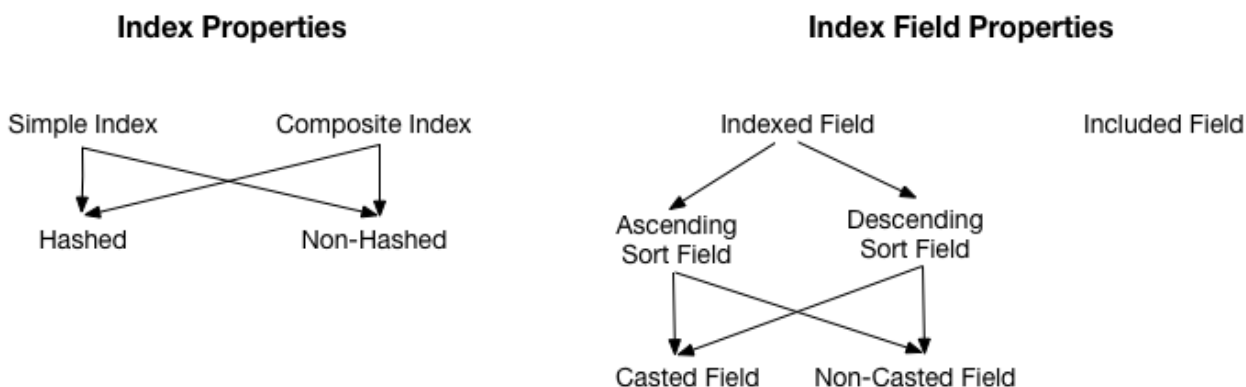 Index Properties
Simple Index
Composite Index
Hashed
Non-Hashed
Index Field Properties
Indexed Field
Included Field
Ascending
Sort Field
Descending
Sort Field
Casted Field
Non-Casted Field